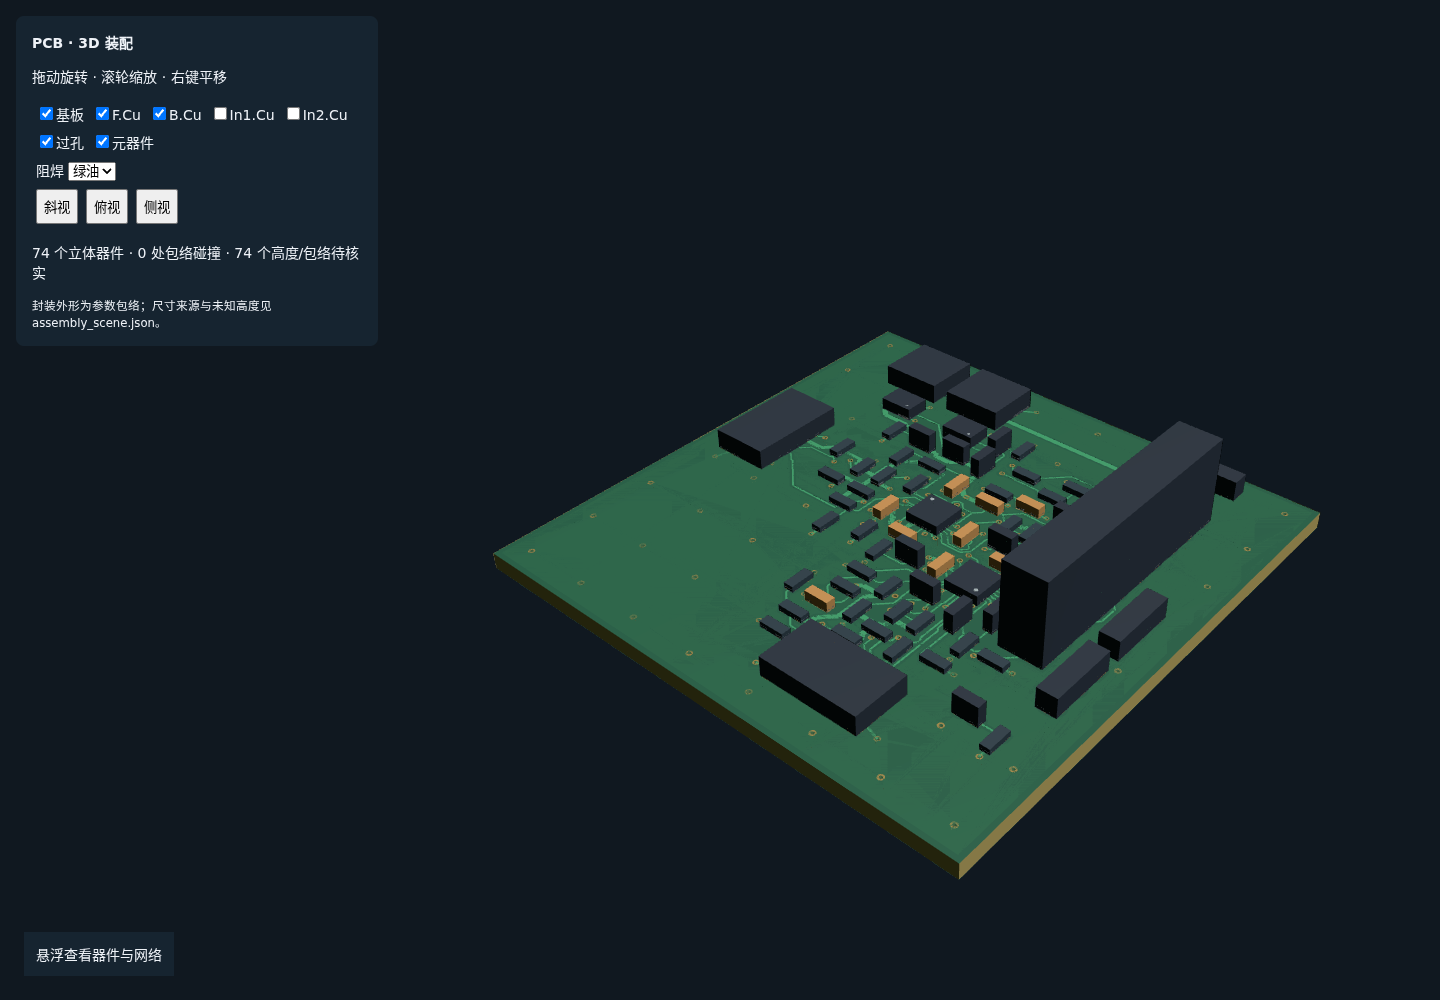 PCB · 3D 装配
拖动旋转 · 滚轮缩放 · 右键平移
基板 F.Cu B.Cu In1.Cu In2.Cu
过孔 元器件
阻焊 绿油
斜视 俯视 侧视
74 个立体器件 · 0 处包络碰撞 · 74 个高度/包络待核
实
封装外形为参数包络；尺寸来源与未知高度见
assembly_scene.json。
悬浮查看器件与网络